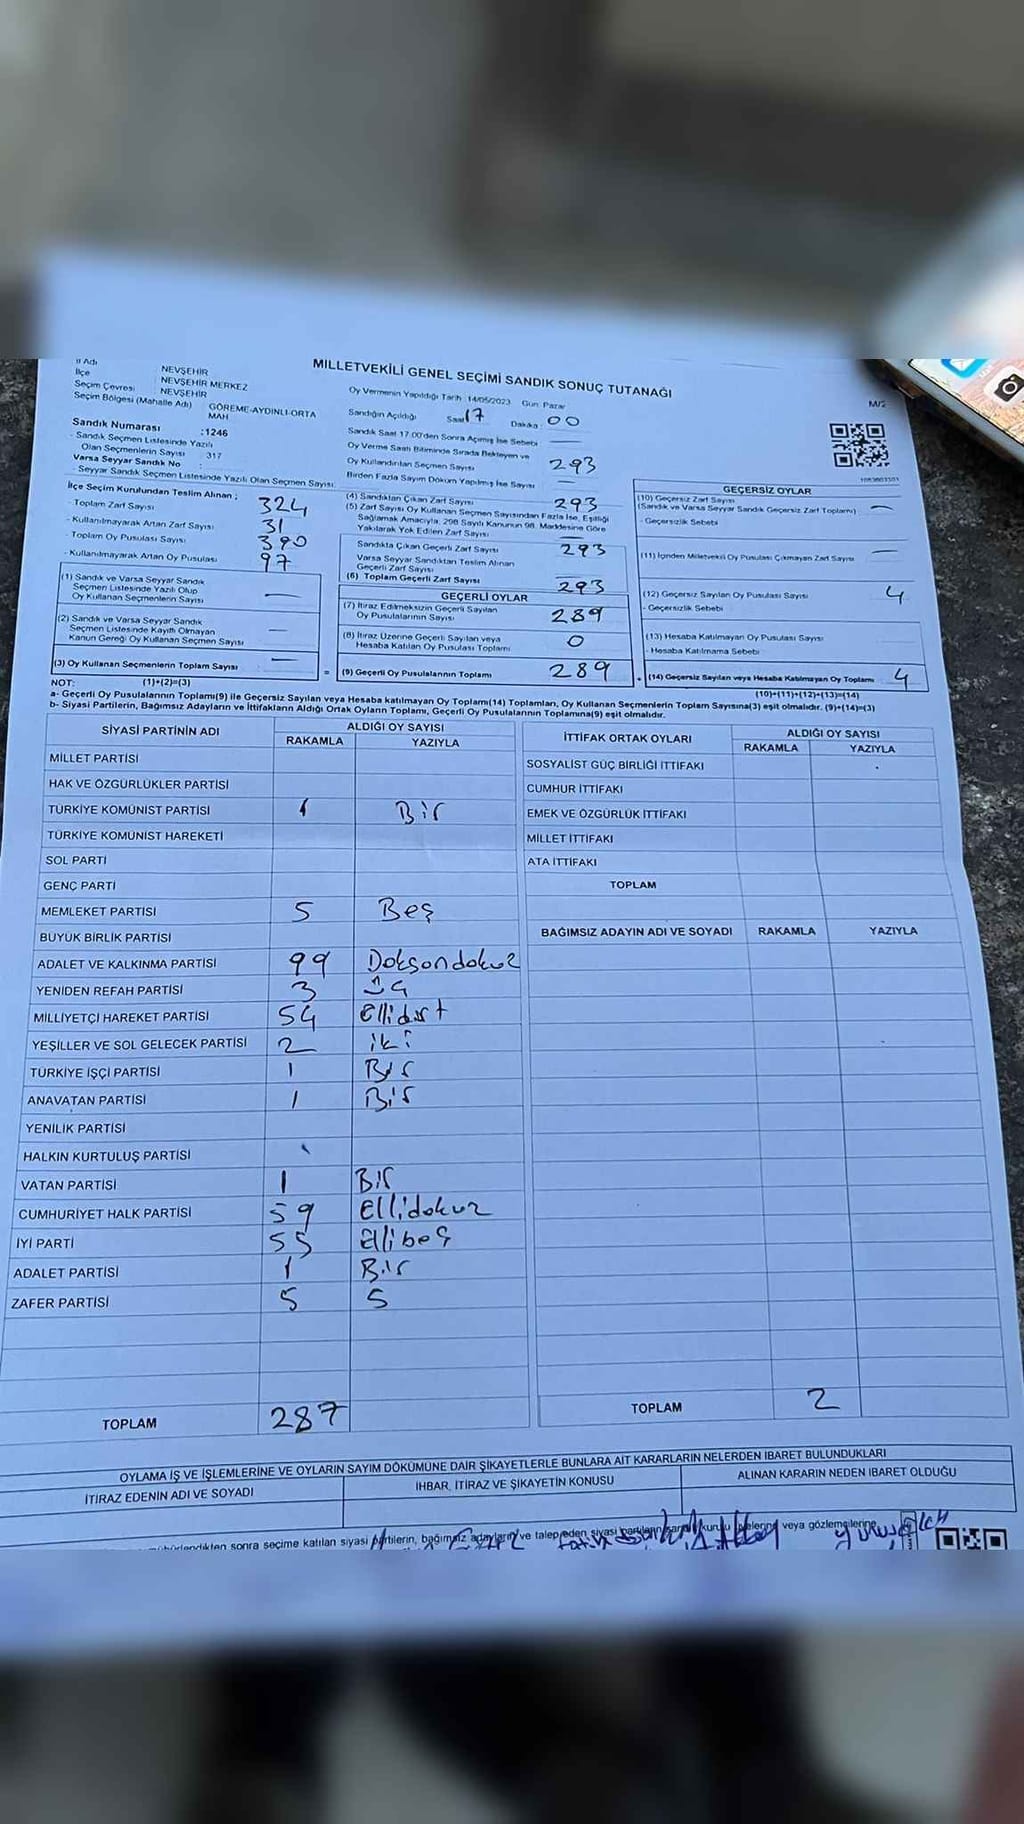 MİLLETVEKİLİ GENEL SEÇİMİ SANDIK SONUÇ TUTANAĞI
İl Adı
İlçe : NEVŞEHİR
Seçim Çevresi : NEVŞEHİR MERKEZ
NEVŞEHİR
Seçim Bölgesi (Mahalle Adı) GÖREME-AYDINLI-ORTA MAH
Sandık Numarası :1246
- Sandık Seçmen Listesinde Yazılı
Olan Seçmenlerin Sayısı : 317
Varsa Seyyar Sandık No :
- Seyyar Sandık Seçmen Listesinde Yazılı Olan Seçmen Sayısı:
Oy Vermenin Yapıldığı Tarih :14/05/2023 Gün: Pazar
M/2
Sandığın Açıldığı Saat 17 Dakika : 00
Sandık Saat 17.00'den Sonra Açımış İse Sebebi
Oy Verme Saati Bitiminde Sırada Bekleyen ve
Oy Kullandırılan Seçmen Sayısı 293
Birden Fazla Sayım Döküm Yapılmış İse Sayısı —
İlçe Seçim Kurulundan Teslim Alınan ;
- Toplam Zarf Sayısı 324
- Kullanılmayarak Artan Zarf Sayısı 31
- Toplam Oy Pusulası Sayısı 390
- Kullanılmayarak Artan Oy Pusulası 97
(1) Sandık ve Varsa Seyyar Sandık
Seçmen Listesinde Yazılı Olup
Oy Kullanan Seçmenlerin Sayısı —
(2) Sandık ve Varsa Seyyar Sandık
Seçmen Listesinde Kayıtlı Olmayan
Kanun Gereği Oy Kullanan Seçmen Sayısı —
(3) Oy Kullanan Seçmenlerin Toplam Sayısı —
(4) Sandıktan Çıkan Zarf Sayısı 293
(5) Zarf Sayısı Oy Kullanan Seçmen Sayısından Fazla İse, Eşitliği
Sağlamak Amacıyla, 298 Sayılı Kanunun 98. Maddesine Göre
Yakılarak Yok Edilen Zarf Sayısı —
Sandıkta Çıkan Geçerli Zarf Sayısı 293
Varsa Seyyar Sandıktan Teslim Alınan
Geçerli Zarf Sayısı —
(6) Toplam Geçerli Zarf Sayısı 293
GEÇERLİ OYLAR
(7) İtiraz Edilmeksizin Geçerli Sayılan
Oy Pusulalarının Sayısı 289
(8) İtiraz Üzerine Geçerli Sayılan veya
Hesaba Katılan Oy Pusulası Toplamı 0
= (9) Geçerli Oy Pusulalarının Toplamı 289
GEÇERSİZ OYLAR
(10) Geçersiz Zarf Sayısı
(Sandık ve Varsa Seyyar Sandık Geçersiz Zarf Toplamı) —
- Geçersizlik Sebebi
(11) İçinden Milletvekili Oy Pusulası Çıkmayan Zarf Sayısı —
(12) Geçersiz Sayılan Oy Pusulası Sayısı 4
- Geçersizlik Sebebi
(13) Hesaba Katılmayan Oy Pusulası Sayısı
- Hesaba Katılmama Sebebi
+ (14) Geçersiz Sayılan veya Hesaba Katılmayan Oy Toplamı 4
NOT: (1)+(2)=(3) (10)+(11)+(12)+(13)=(14)
a- Geçerli Oy Pusulalarının Toplamı(9) ile Geçersiz Sayılan veya Hesaba katılmayan Oy Toplamı(14) Toplamları, Oy Kullanan Seçmenlerin Toplam Sayısına(3) eşit olmalıdır. (9)+(14)=(3)
b- Siyasi Partilerin, Bağımsız Adayların ve İttifakların Aldığı Ortak Oyların Toplamı, Geçerli Oy Pusulalarının Toplamına(9) eşit olmalıdır.
SİYASİ PARTİNİN ADI ALDIĞI OY SAYISI
RAKAMLA YAZIYLA
MİLLET PARTİSİ
HAK VE ÖZGÜRLÜKLER PARTİSİ
TÜRKİYE KOMÜNİST PARTİSİ 1 Bir
TÜRKİYE KOMÜNİST HAREKETİ
SOL PARTİ
GENÇ PARTİ
MEMLEKET PARTİSİ 5 Beş
BÜYÜK BİRLİK PARTİSİ
ADALET VE KALKINMA PARTİSİ 99 Doksandokuz
YENİDEN REFAH PARTİSİ 3 üç
MİLLİYETÇİ HAREKET PARTİSİ 54 Ellidört
YEŞİLLER VE SOL GELECEK PARTİSİ 2 iki
TÜRKİYE İŞÇİ PARTİSİ 1 Bir
ANAVATAN PARTİSİ 1 Bir
YENİLİK PARTİSİ
HALKIN KURTULUŞ PARTİSİ
VATAN PARTİSİ 1 Bir
CUMHURİYET HALK PARTİSİ 59 Ellidokuz
İYİ PARTİ 55 Ellibeş
ADALET PARTİSİ 1 Bir
ZAFER PARTİSİ 5 5
TOPLAM 287
İTTİFAK ORTAK OYLARI ALDIĞI OY SAYISI
RAKAMLA YAZIYLA
SOSYALİST GÜÇ BİRLİĞİ İTTİFAKI
CUMHUR İTTİFAKI
EMEK VE ÖZGÜRLÜK İTTİFAKI
MİLLET İTTİFAKI
ATA İTTİFAKI
TOPLAM
BAĞIMSIZ ADAYIN ADI VE SOYADI RAKAMLA YAZIYLA
TOPLAM 2
OYLAMA İŞ VE İŞLEMLERİNE VE OYLARIN SAYIM DÖKÜMÜNE DAİR ŞİKAYETLERLE BUNLARA AİT KARARLARIN NELERDEN İBARET BULUNDUKLARI
İTİRAZ EDENİN ADI VE SOYADI İHBAR, İTİRAZ VE ŞİKAYETİN KONUSU ALINAN KARARIN NEDEN İBARET OLDUĞU
sonra seçime katılan siyasi partilerin, bağımsız adayların ve talep eden siyasi partilerin sandık kurulu üyelerine veya gözlemcilerine